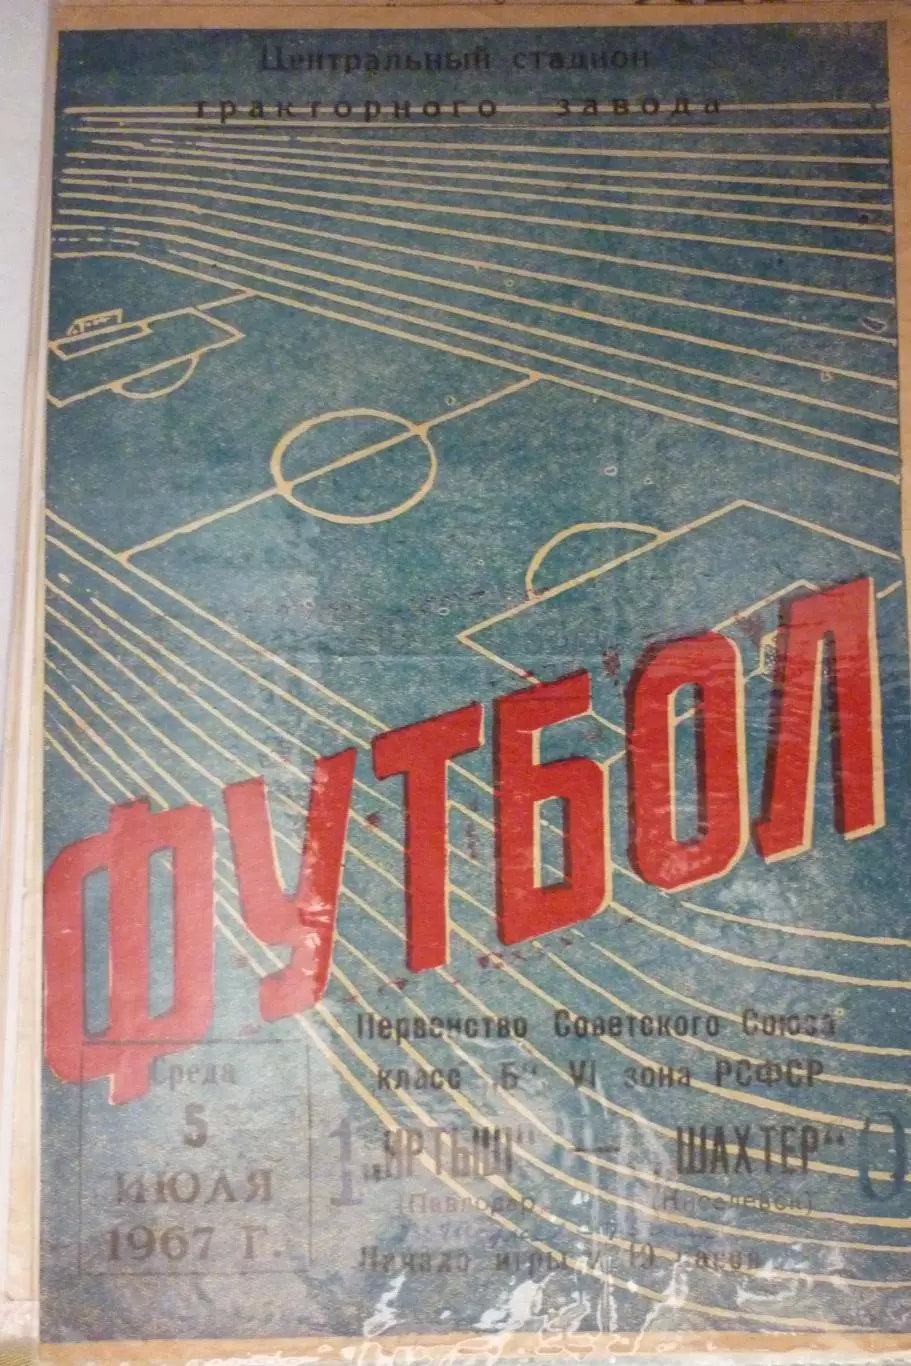 Центральный стадион
тракторного завода
ФУТБОЛ
Первенство Советского Союза
класс „Б" VI зона РСФСР
Среда
5
ИЮЛЯ
1967 Г.
1 „ИРТЫШ" — „ШАХТЕР" 0
(Павлодар) (Киселевск)
Начало игры в 19 часов